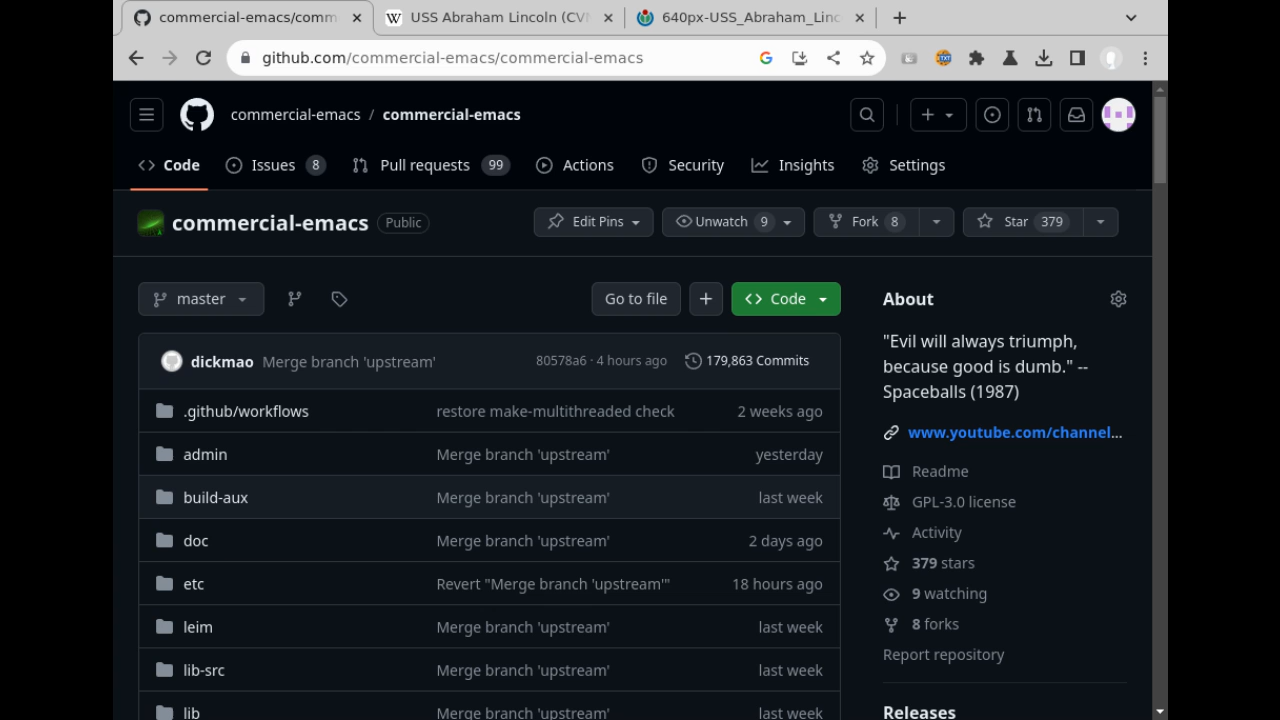 commercial-emacs/comm
USS Abraham Lincoln (CV
640px-USS_Abraham_Linc
github.com/commercial-emacs/commercial-emacs
commercial-emacs / commercial-emacs
Code
Issues 8
Pull requests 99
Actions
Security
Insights
Settings
commercial-emacs Public
Edit Pins
Unwatch 9
Fork 8
Star 379
master
Go to file
Code
dickmao Merge branch 'upstream' 80578a6 · 4 hours ago 179,863 Commits
.github/workflows restore make-multithreaded check 2 weeks ago
admin Merge branch 'upstream' yesterday
build-aux Merge branch 'upstream' last week
doc Merge branch 'upstream' 2 days ago
etc Revert "Merge branch 'upstream'" 18 hours ago
leim Merge branch 'upstream' last week
lib-src Merge branch 'upstream' last week
lib Merge branch 'upstream' last week
About
"Evil will always triumph,
because good is dumb." --
Spaceballs (1987)
www.youtube.com/channel...
Readme
GPL-3.0 license
Activity
379 stars
9 watching
8 forks
Report repository
Releases